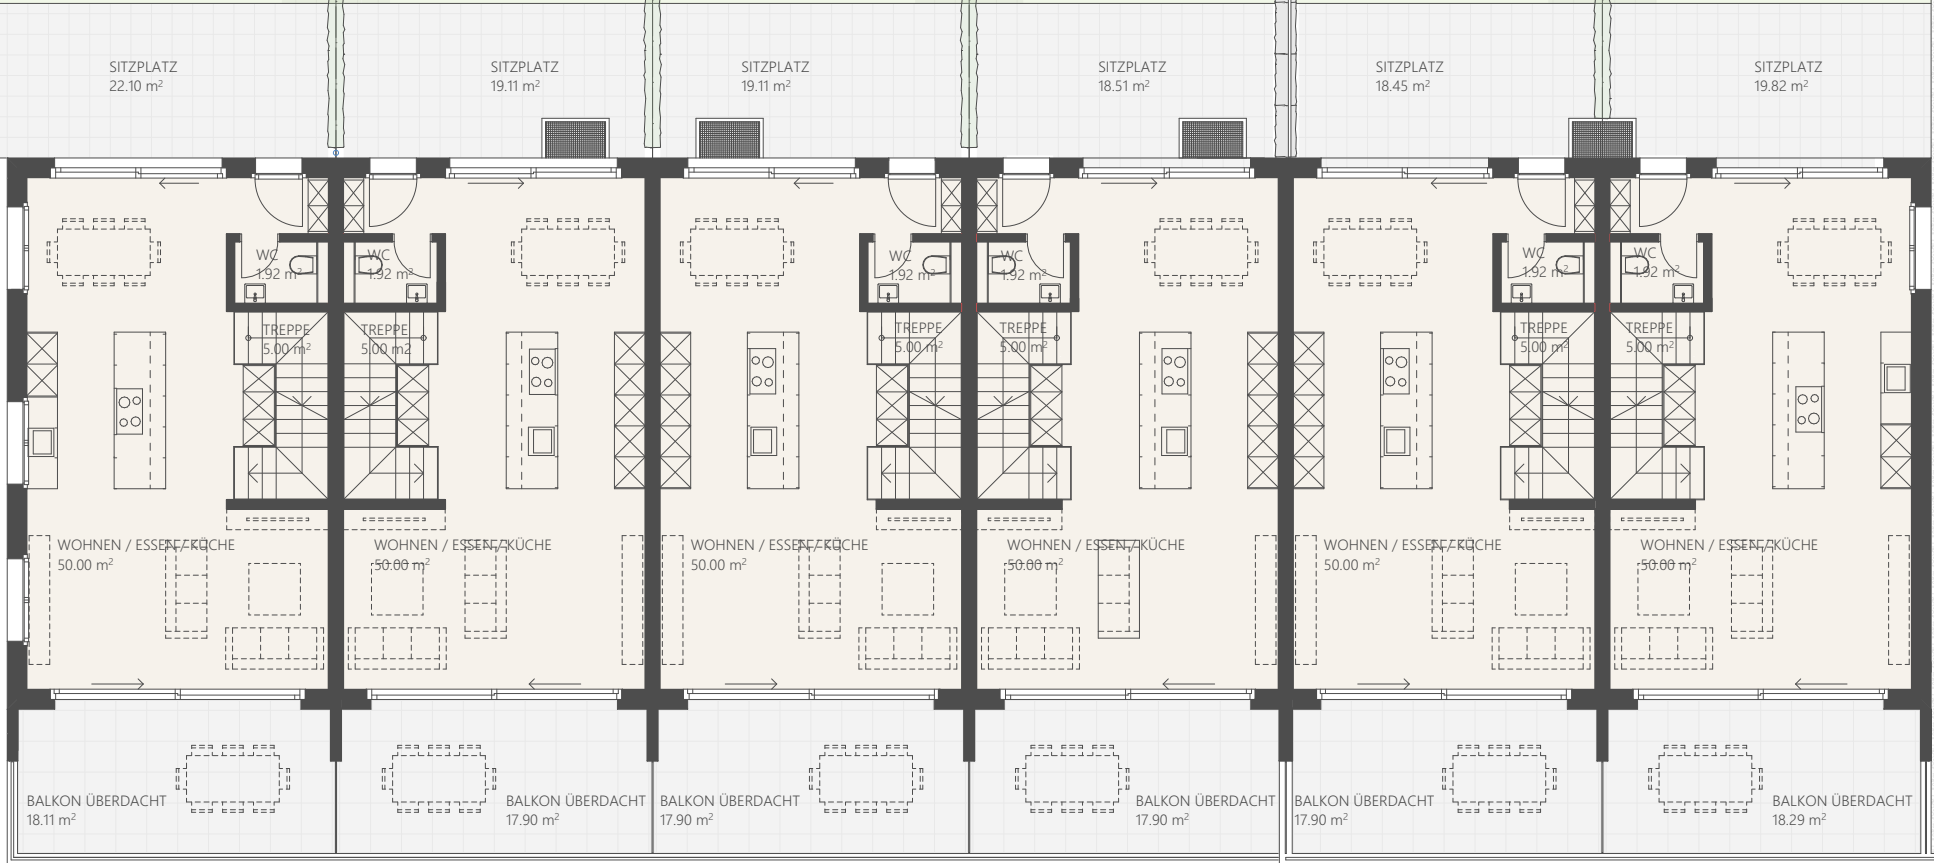 SITZPLATZ
22.10 m²
SITZPLATZ
19.11 m²
SITZPLATZ
19.11 m²
SITZPLATZ
18.51 m²
SITZPLATZ
18.45 m²
SITZPLATZ
19.82 m²
WC
1.92 m²
WC
1.92 m²
WC
1.92 m²
WC
1.92 m²
WC
1.92 m²
WC
1.92 m²
TREPPE
5.00 m²
TREPPE
5.00 m2
TREPPE
5.00 m²
TREPPE
5.00 m²
TREPPE
5.00 m²
TREPPE
5.00 m²
WOHNEN / ESSEN / KÜCHE
50.00 m²
WOHNEN / ESSEN / KÜCHE
50.00 m²
WOHNEN / ESSEN / KÜCHE
50.00 m²
WOHNEN / ESSEN / KÜCHE
50.00 m²
WOHNEN / ESSEN / KÜCHE
50.00 m²
WOHNEN / ESSEN / KÜCHE
50.00 m²
BALKON ÜBERDACHT
18.11 m²
BALKON ÜBERDACHT
17.90 m²
BALKON ÜBERDACHT
17.90 m²
BALKON ÜBERDACHT
17.90 m²
BALKON ÜBERDACHT
17.90 m²
BALKON ÜBERDACHT
18.29 m²